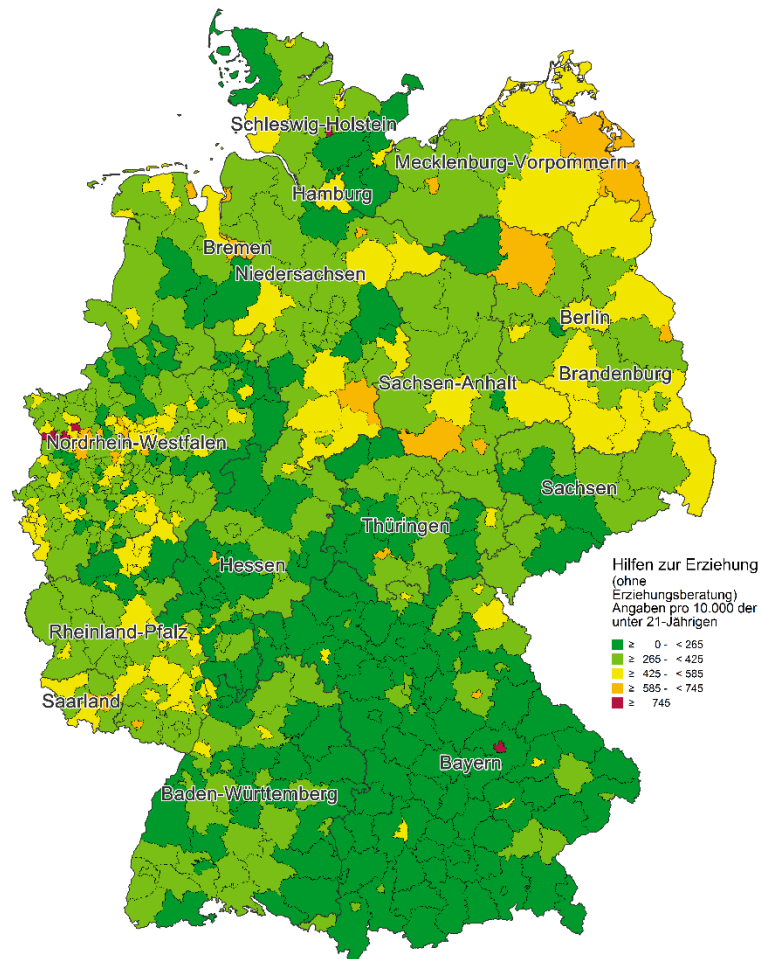 Schleswig-Holstein
Mecklenburg-Vorpommern
Hamburg
Bremen
Niedersachsen
Berlin
Sachsen-Anhalt
Brandenburg
Nordrhein-Westfalen
Sachsen
Thüringen
Hessen
Rheinland-Pfalz
Saarland
Bayern
Baden-Württemberg
Hilfen zur Erziehung
(ohne
Erziehungsberatung)
Angaben pro 10.000 der
unter 21-Jährigen
≥ 0 - < 265
≥ 265 - < 425
≥ 425 - < 585
≥ 585 - < 745
≥ 745